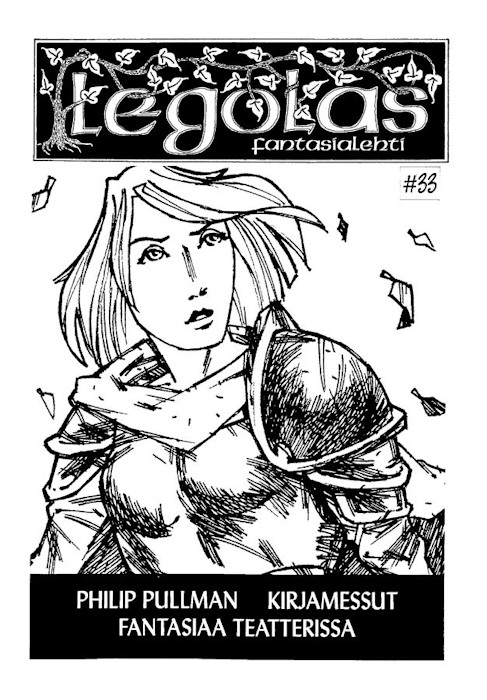 Legolas
fantasialehti
#33
PHILIP PULLMAN KIRJAMESSUT
FANTASIAA TEATTERISSA